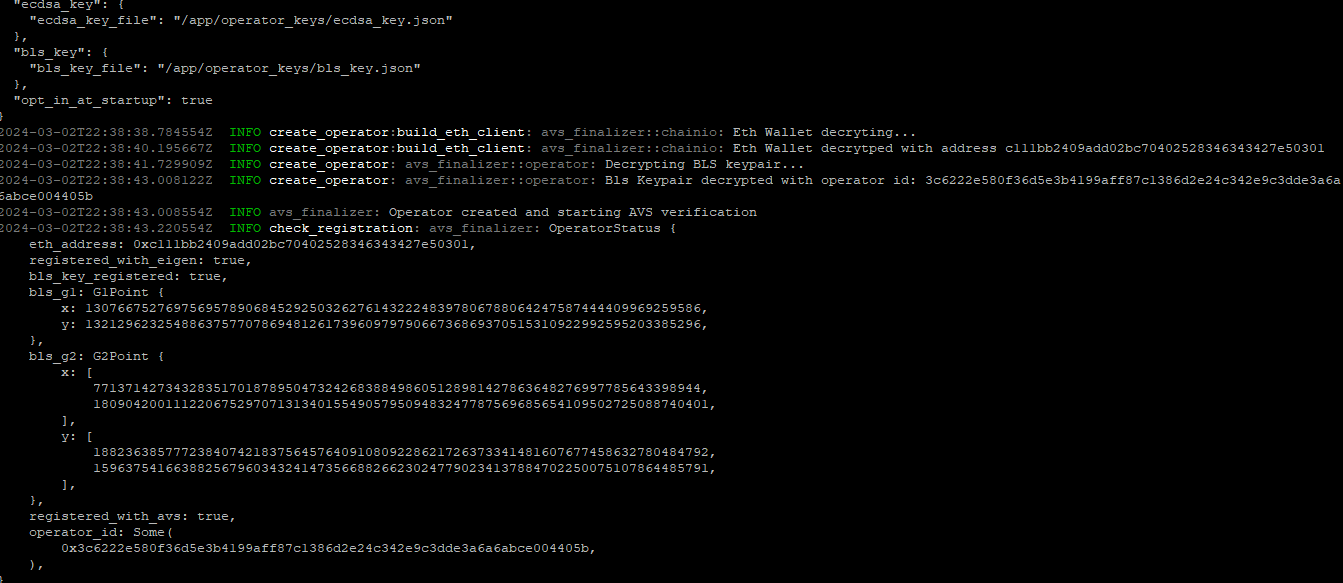 "ecdsa_key": {
"ecdsa_key_file": "/app/operator_keys/ecdsa_key.json"
},
"bls_key": {
"bls_key_file": "/app/operator_keys/bls_key.json"
},
"opt_in_at_startup": true
}
2024-03-02T22:38:38.784554Z INFO create_operator:build_eth_client: avs_finalizer::chainio: Eth Wallet decryting...
2024-03-02T22:38:40.195667Z INFO create_operator:build_eth_client: avs_finalizer::chainio: Eth Wallet decrytped with address c111bb2409add02bc70402528346343427e50301
2024-03-02T22:38:41.729909Z INFO create_operator: avs_finalizer::operator: Decrypting BLS keypair...
2024-03-02T22:38:43.008122Z INFO create_operator: avs_finalizer::operator: Bls Keypair decrypted with operator id: 3c6222e580f36d5e3b4199aff87c1386d2e24c342e9c3dde3a6a
6abce004405b
2024-03-02T22:38:43.008554Z INFO avs_finalizer: Operator created and starting AVS verification
2024-03-02T22:38:43.220554Z INFO check_registration: avs_finalizer: OperatorStatus {
eth_address: 0xc111bb2409add02bc70402528346343427e50301,
registered_with_eigen: true,
bls_key_registered: true,
bls_g1: G1Point {
x: 13076675276975695789068452925032627614322248397806788064247587444409969259586,
y: 13212962325488637577078694812617396097979066736869370515310922992595203385296,
},
bls_g2: G2Point {
x: [
7713714273432835170187895047324268388498605128981427863648276997785643398944,
18090420011122067529707131340155490579509483247787569685654109502725088740401,
],
y: [
18823638577723840742183756457640910809228621726373341481607677458632780484792,
15963754166388256796034324147356688266230247790234137884702250075107864485791,
],
},
registered_with_avs: true,
operator_id: Some(
0x3c6222e580f36d5e3b4199aff87c1386d2e24c342e9c3dde3a6a6abce004405b,
),
}